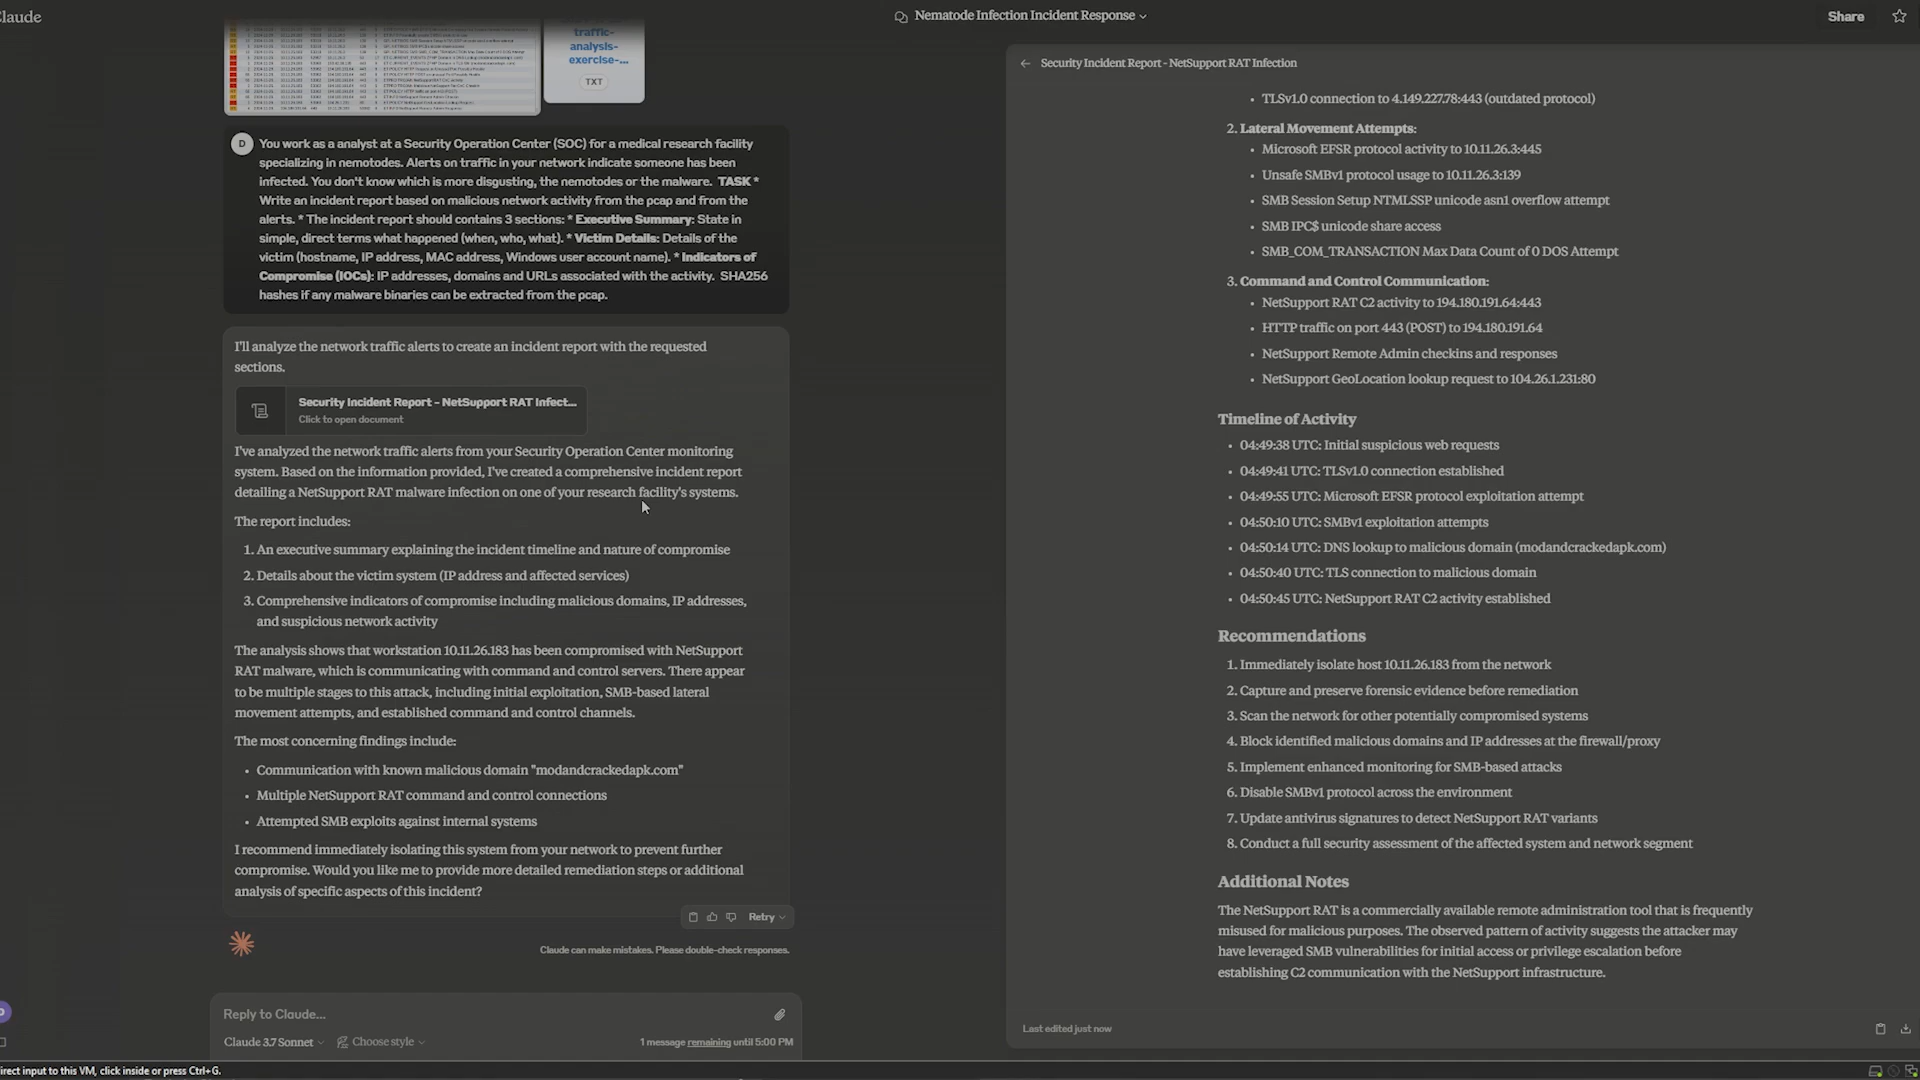 Claude
Nematode Infection Incident Response
Share
traffic-
analysis-
exercise-...
TXT
D
You work as a analyst at a Security Operation Center (SOC) for a medical research facility
specializing in nemotodes. Alerts on traffic in your network indicate someone has been
infected. You don't know which is more disgusting, the nemotodes or the malware. TASK *
Write an incident report based on malicious network activity from the pcap and from the
alerts. * The incident report should contains 3 sections: * Executive Summary: State in
simple, direct terms what happened (when, who, what). * Victim Details: Details of the
victim (hostname, IP address, MAC address, Windows user account name). * Indicators of
Compromise (IOCs): IP addresses, domains and URLs associated with the activity. SHA256
hashes if any malware binaries can be extracted from the pcap.
I'll analyze the network traffic alerts to create an incident report with the requested
sections.
Security Incident Report - NetSupport RAT Infect...
Click to open document
I've analyzed the network traffic alerts from your Security Operation Center monitoring
system. Based on the information provided, I've created a comprehensive incident report
detailing a NetSupport RAT malware infection on one of your research facility's systems.
The report includes:
1. An executive summary explaining the incident timeline and nature of compromise
2. Details about the victim system (IP address and affected services)
3. Comprehensive indicators of compromise including malicious domains, IP addresses,
and suspicious network activity
The analysis shows that workstation 10.11.26.183 has been compromised with NetSupport
RAT malware, which is communicating with command and control servers. There appear
to be multiple stages to this attack, including initial exploitation, SMB-based lateral
movement attempts, and established command and control channels.
The most concerning findings include:
• Communication with known malicious domain "modandcrackedapk.com"
• Multiple NetSupport RAT command and control connections
• Attempted SMB exploits against internal systems
I recommend immediately isolating this system from your network to prevent further
compromise. Would you like me to provide more detailed remediation steps or additional
analysis of specific aspects of this incident?
Retry
Claude can make mistakes. Please double-check responses.
Reply to Claude...
Claude 3.7 Sonnet
Choose style
1 message remaining until 5:00 PM
direct input to this VM, click inside or press Ctrl+G.
Security Incident Report - NetSupport RAT Infection
• TLSv1.0 connection to 4.149.227.78:443 (outdated protocol)
2. Lateral Movement Attempts:
• Microsoft EFSR protocol activity to 10.11.26.3:445
• Unsafe SMBv1 protocol usage to 10.11.26.3:139
• SMB Session Setup NTMLSSP unicode asn1 overflow attempt
• SMB IPC$ unicode share access
• SMB_COM_TRANSACTION Max Data Count of 0 DOS Attempt
3. Command and Control Communication:
• NetSupport RAT C2 activity to 194.180.191.64:443
• HTTP traffic on port 443 (POST) to 194.180.191.64
• NetSupport Remote Admin checkins and responses
• NetSupport GeoLocation lookup request to 104.26.1.231:80
Timeline of Activity
• 04:49:38 UTC: Initial suspicious web requests
• 04:49:41 UTC: TLSv1.0 connection established
• 04:49:55 UTC: Microsoft EFSR protocol exploitation attempt
• 04:50:10 UTC: SMBv1 exploitation attempts
• 04:50:14 UTC: DNS lookup to malicious domain (modandcrackedapk.com)
• 04:50:40 UTC: TLS connection to malicious domain
• 04:50:45 UTC: NetSupport RAT C2 activity established
Recommendations
1. Immediately isolate host 10.11.26.183 from the network
2. Capture and preserve forensic evidence before remediation
3. Scan the network for other potentially compromised systems
4. Block identified malicious domains and IP addresses at the firewall/proxy
5. Implement enhanced monitoring for SMB-based attacks
6. Disable SMBv1 protocol across the environment
7. Update antivirus signatures to detect NetSupport RAT variants
8. Conduct a full security assessment of the affected system and network segment
Additional Notes
The NetSupport RAT is a commercially available remote administration tool that is frequently
misused for malicious purposes. The observed pattern of activity suggests the attacker may
have leveraged SMB vulnerabilities for initial access or privilege escalation before
establishing C2 communication with the NetSupport infrastructure.
Last edited just now